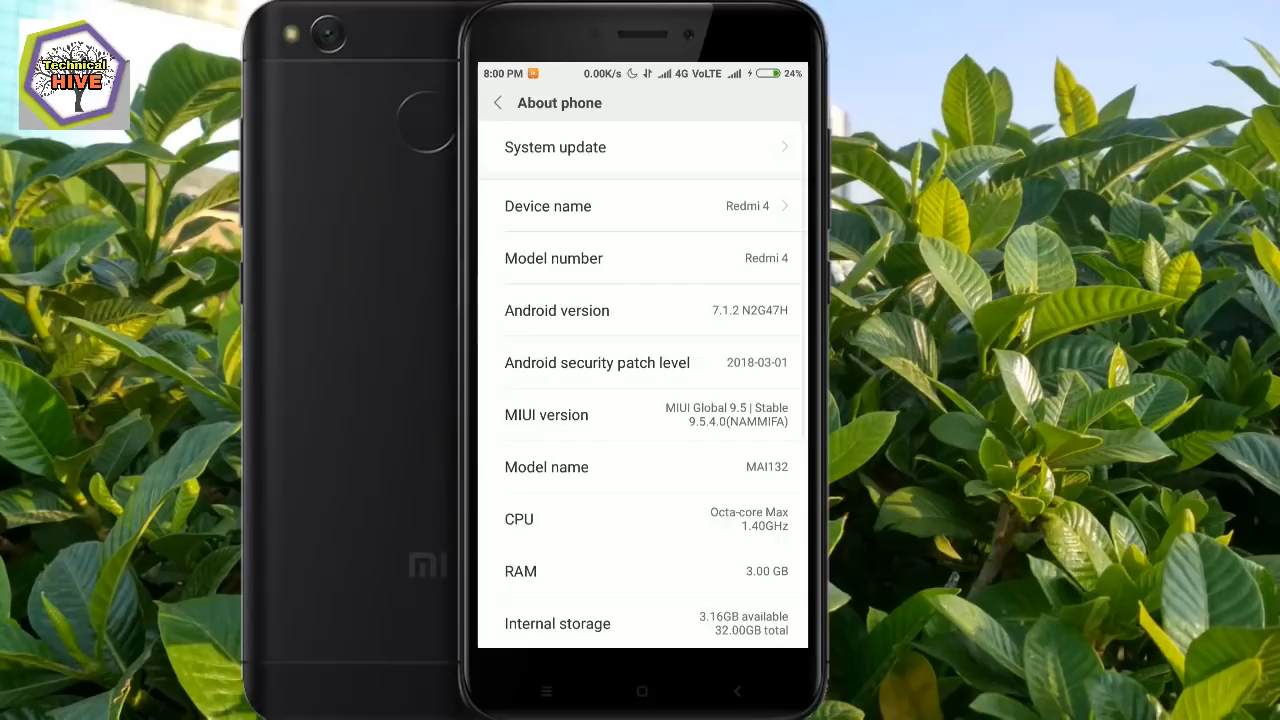 Technical
HIVE
8:00 PM
0.00K/s 4G VoLTE 24%
About phone
System update
Device name Redmi 4
Model number Redmi 4
Android version 7.1.2 N2G47H
Android security patch level 2018-03-01
MIUI version MIUI Global 9.5 | Stable
9.5.4.0(NAMMIFA)
Model name MAI132
CPU Octa-core Max
1.40GHz
RAM 3.00 GB
Internal storage 3.16GB available
32.00GB total
MI